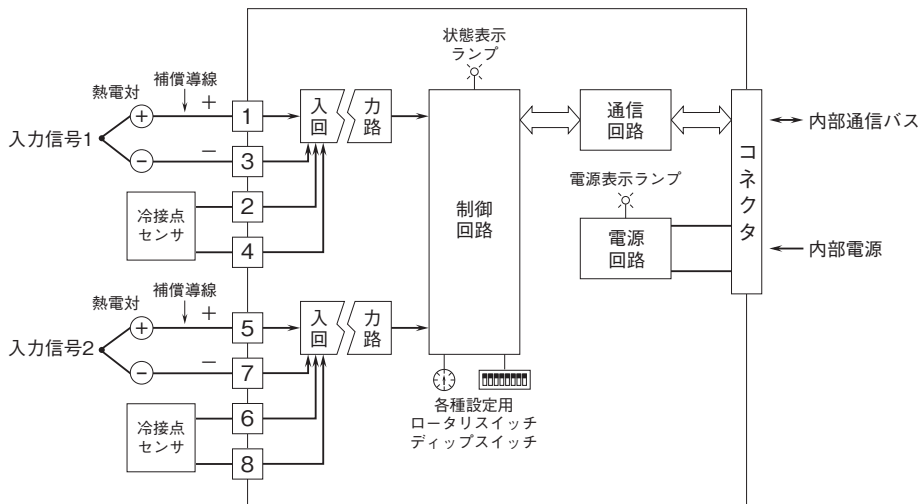 状態表示
ランプ
熱電対
補償導線
+
入力信号1
+
−
−
1
3
2
4
冷接点
センサ
入
回
力
路
制御
回路
通信
回路
電源表示ランプ
電源
回路
コネクタ
内部通信バス
内部電源
熱電対
補償導線
+
入力信号2
+
−
−
5
7
6
8
冷接点
センサ
入
回
力
路
各種設定用
ロータリスイッチ
ディップスイッチ